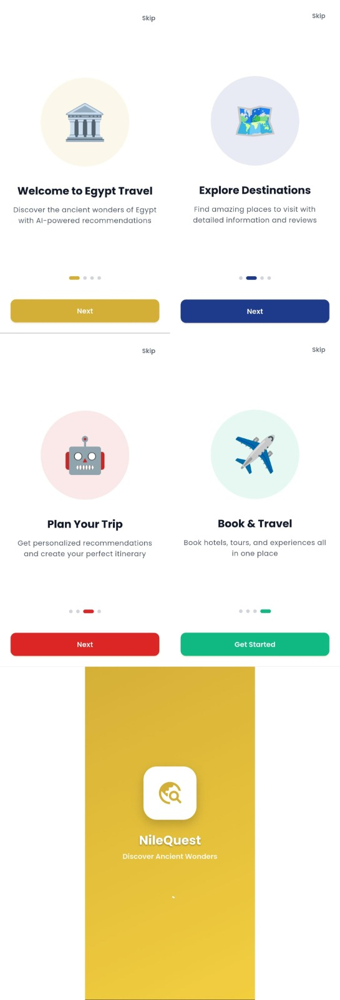 Skip
Welcome to Egypt Travel
Discover the ancient wonders of Egypt
with AI-powered recommendations
Next
Skip
Explore Destinations
Find amazing places to visit with
detailed information and reviews
Next
Skip
Plan Your Trip
Get personalized recommendations
and create your perfect itinerary
Next
Skip
Book & Travel
Book hotels, tours, and experiences all
in one place
Get Started
NileQuest
Discover Ancient Wonders